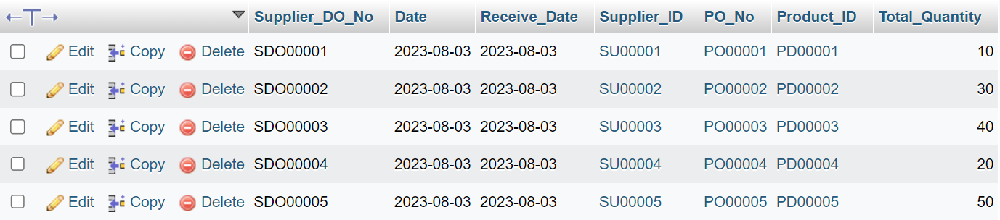 Supplier_DO_No Date Receive_Date Supplier_ID PO_No Product_ID Total_Quantity
Edit Copy Delete SDO00001 2023-08-03 2023-08-03 SU00001 PO00001 PD00001 10
Edit Copy Delete SDO00002 2023-08-03 2023-08-03 SU00002 PO00002 PD00002 30
Edit Copy Delete SDO00003 2023-08-03 2023-08-03 SU00003 PO00003 PD00003 40
Edit Copy Delete SDO00004 2023-08-03 2023-08-03 SU00004 PO00004 PD00004 20
Edit Copy Delete SDO00005 2023-08-03 2023-08-03 SU00005 PO00005 PD00005 50